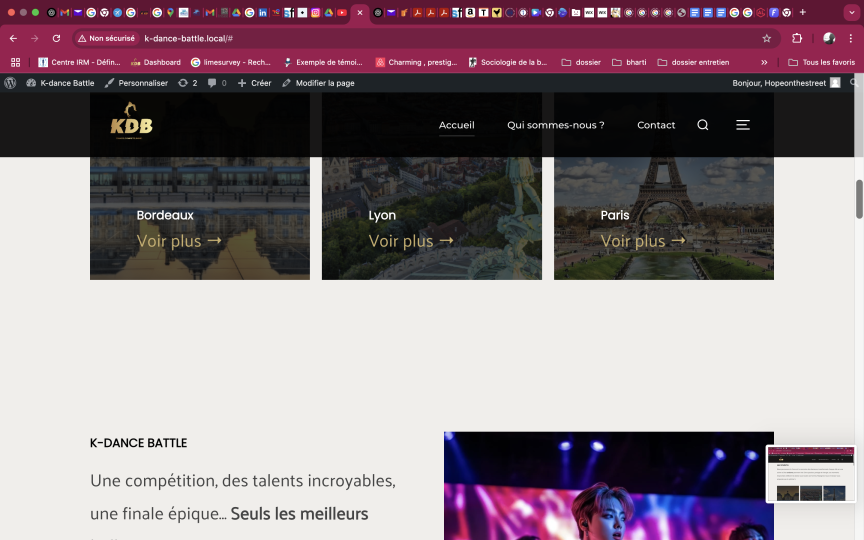 Non sécurisé k-dance-battle.local/#
Centre IRM - Défin... Dashboard limesurvey - Rech... Exemple de témoi... Charming , prestig... Sociologie de la b... dossier bharti dossier entretien » Tous les favoris
K-dance Battle Personnaliser 2 0 Créer Modifier la page Bonjour, Hopeonthestreet
KDB Accueil Qui sommes-nous ? Contact
Bordeaux Lyon Paris
Voir plus → Voir plus → Voir plus →
K-DANCE BATTLE
Une compétition, des talents incroyables,
une finale épique... Seuls les meilleurs